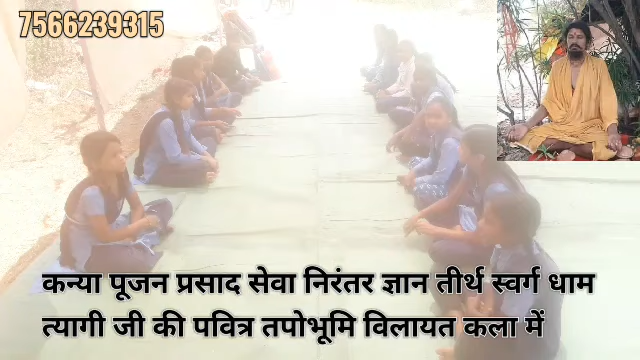 7566239315
कन्या पूजन प्रसाद सेवा निरंतर ज्ञान तीर्थ स्वर्ग धाम
त्यागी जी की पवित्र तपोभूमि विलायत कला में